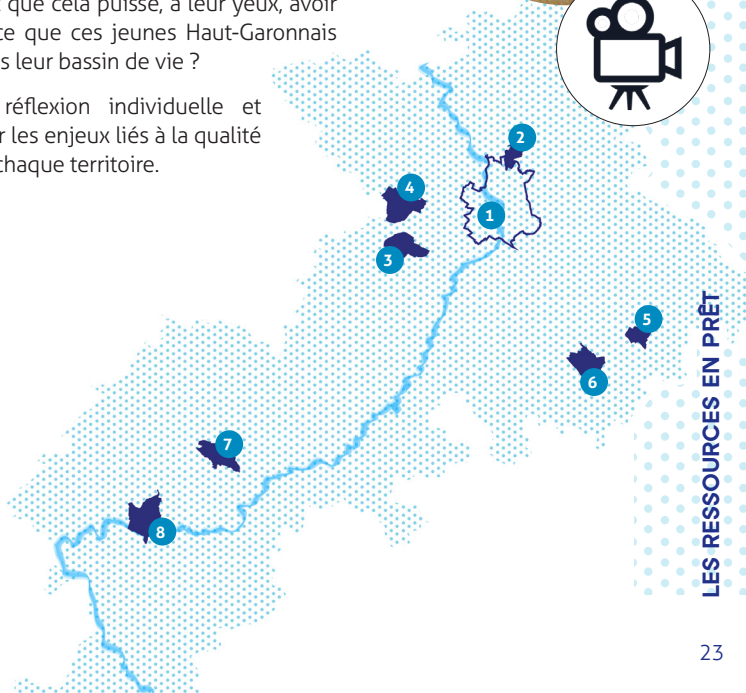 que cela puisse, à leur yeux, avoir
ce que ces jeunes Haut-Garonnais
s leur bassin de vie ?
réflexion individuelle et
r les enjeux liés à la qualité
chaque territoire.
2
4
1
3
5
6
7
8
LES RESSOURCES EN PRÊT
23